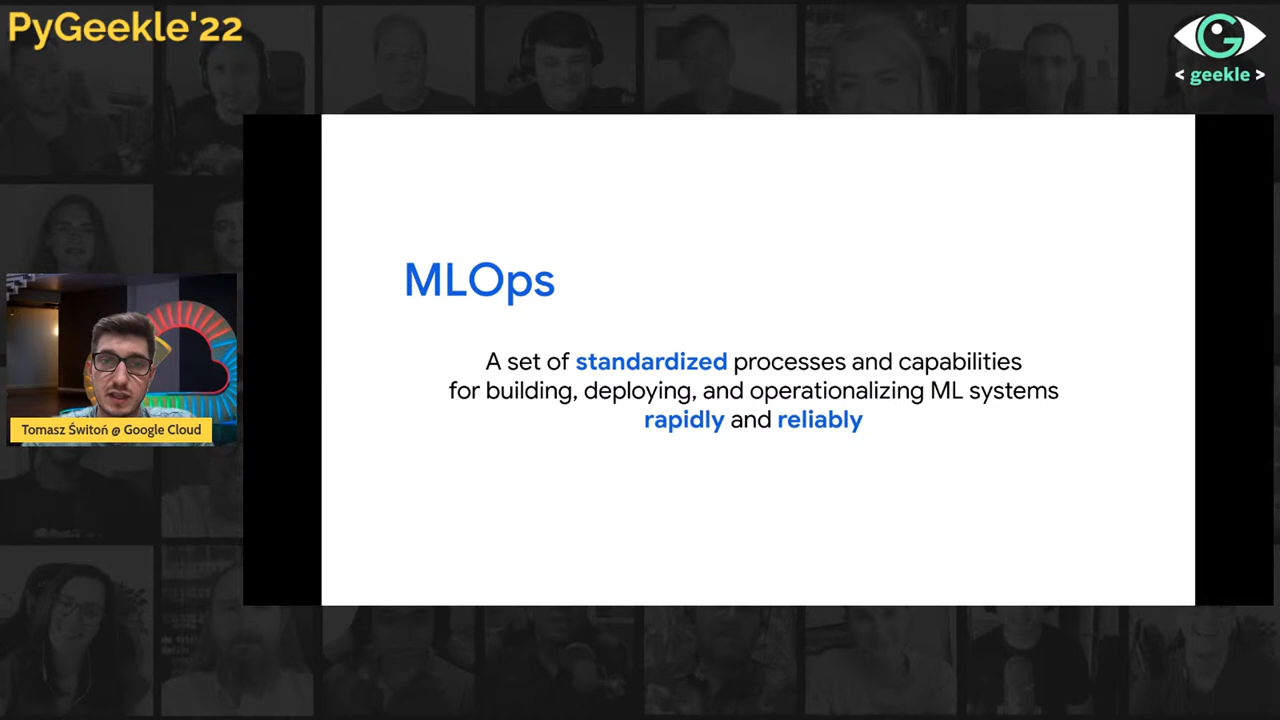 PyGeekle'22
< geekle >
MLOps
A set of standardized processes and capabilities
for building, deploying, and operationalizing ML systems
rapidly and reliably
Tomasz Świtoń @ Google Cloud